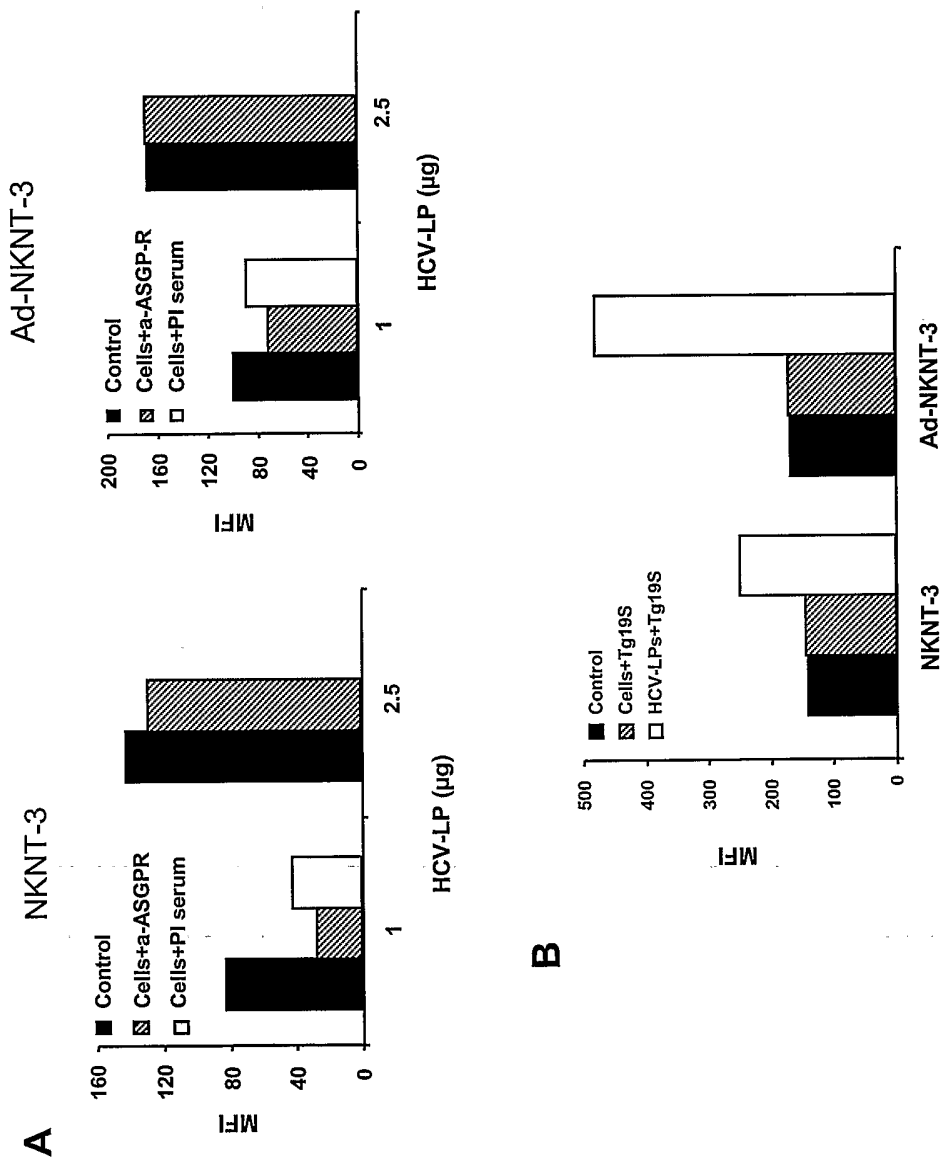 A
NKNT-3
160
120
80
40
0
MFI
Control
Cells+a-ASGPR
Cells+PI serum
1
2.5
HCV-LP (µg)
Ad-NKNT-3
200
160
120
80
40
0
MFI
Control
Cells+a-ASGP-R
Cells+PI serum
1
2.5
HCV-LP (µg)
B
500
400
300
200
100
0
MFI
Control
Cells+Tg19S
HCV-LPs+Tg19S
NKNT-3
Ad-NKNT-3